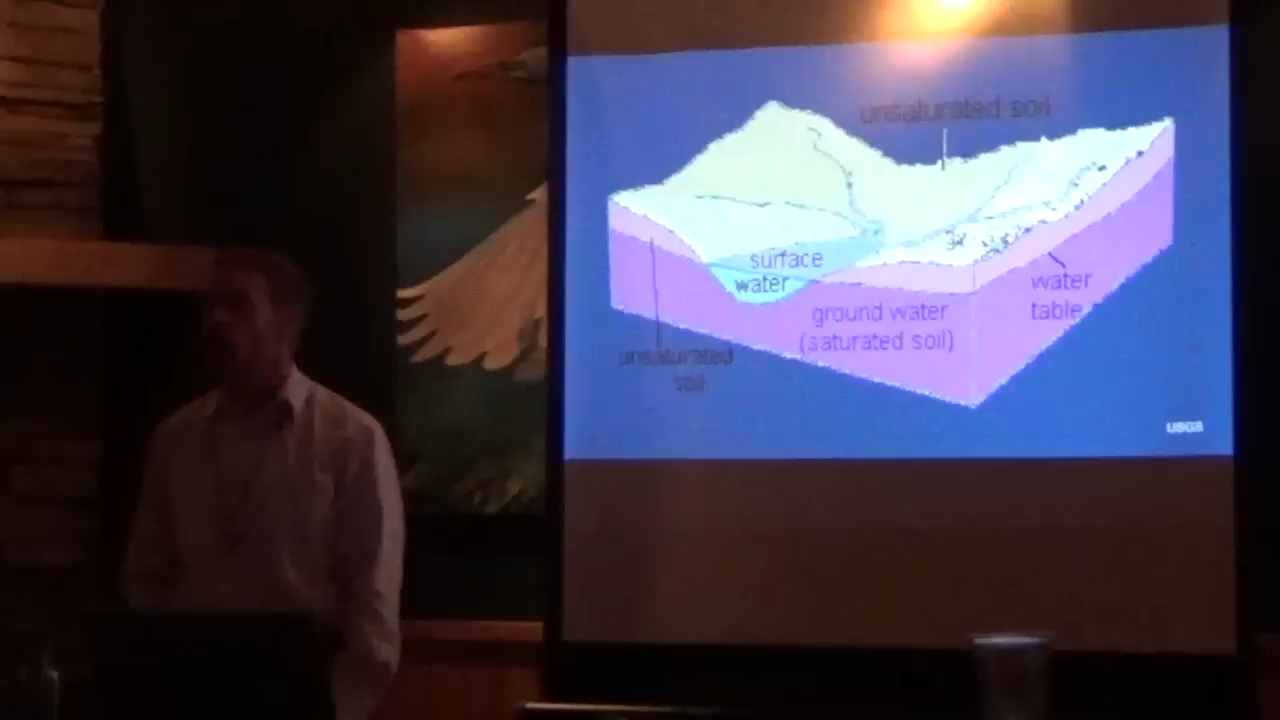 unsaturated soil
surface
water
water
table
ground water
(saturated soil)
unsaturated
soil
USGS